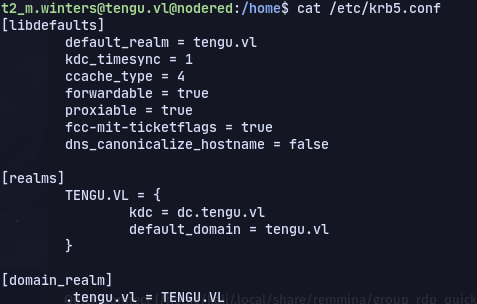 t2_m.winters@tengu.vl@nodered:/home$ cat /etc/krb5.conf
[libdefaults]
        default_realm = tengu.vl
        kdc_timesync = 1
        ccache_type = 4
        forwardable = true
        proxiable = true
        fcc-mit-ticketflags = true
        dns_canonicalize_hostname = false

[realms]
        TENGU.VL = {
                kdc = dc.tengu.vl
                default_domain = tengu.vl
        }

[domain_realm]
        .tengu.vl = TENGU.VL